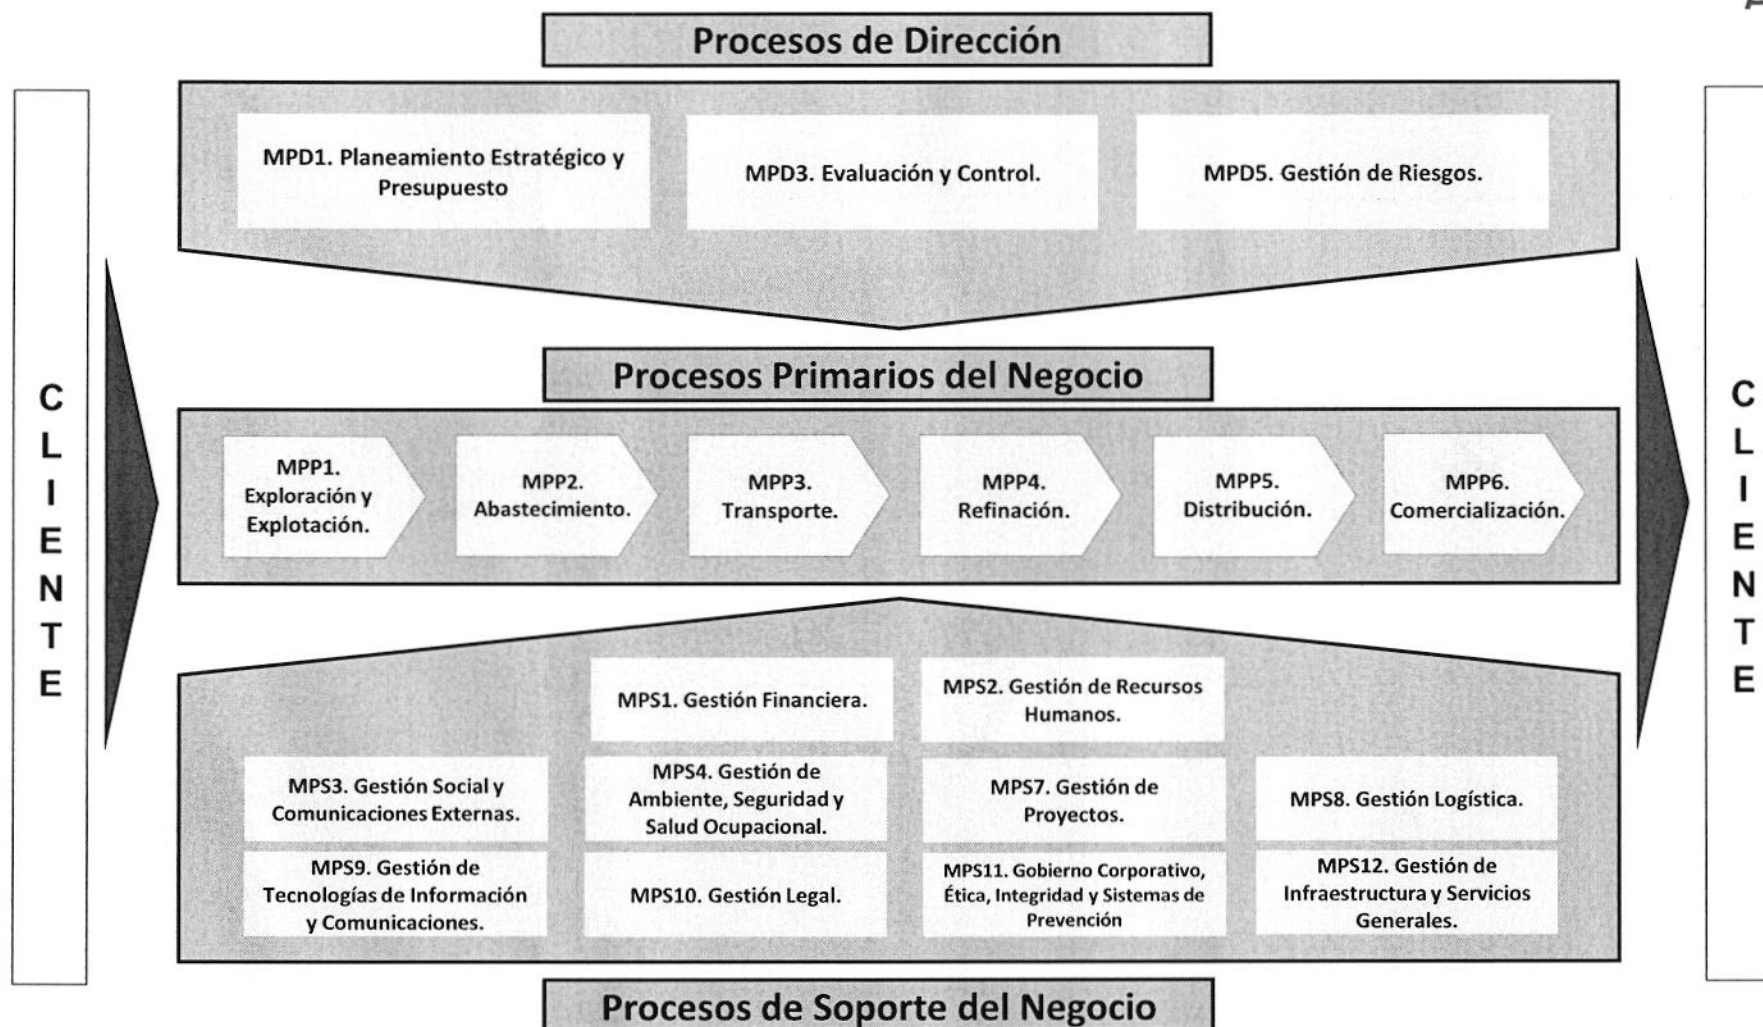 Procesos de Dirección
MPD1. Planeamiento Estratégico y
Presupuesto
MPD3. Evaluación y Control.
MPD5. Gestión de Riesgos.
CLIENTE
Procesos Primarios del Negocio
MPP1.
Exploración y
Explotación.
MPP2.
Abastecimiento.
MPP3.
Transporte.
MPP4.
Refinación.
MPP5.
Distribución.
MPP6.
Comercialización.
CLIENTE
MPS1. Gestión Financiera.
MPS2. Gestión de Recursos
Humanos.
MPS3. Gestión Social y
Comunicaciones Externas.
MPS4. Gestión de
Ambiente, Seguridad y
Salud Ocupacional.
MPS7. Gestión de
Proyectos.
MPS8. Gestión Logística.
MPS9. Gestión de
Tecnologías de Información
y Comunicaciones.
MPS10. Gestión Legal.
MPS11. Gobierno Corporativo,
Ética, Integridad y Sistemas de
Prevención
MPS12. Gestión de
Infraestructura y Servicios
Generales.
Procesos de Soporte del Negocio